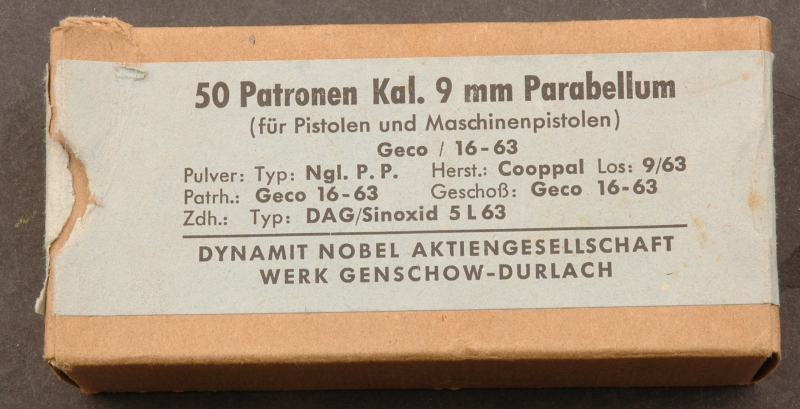 50 Patronen Kal. 9 mm Parabellum
(für Pistolen und Maschinenpistolen)
Geco / 16-63
Pulver: Typ: Ngl. P. P. Herst.: Cooppal Los: 9/63
Patrh.: Geco 16-63 Geschoß: Geco 16-63
Zdh.: Typ: DAG/Sinoxid 5 L 63
DYNAMIT NOBEL AKTIENGESELLSCHAFT
WERK GENSCHOW-DURLACH